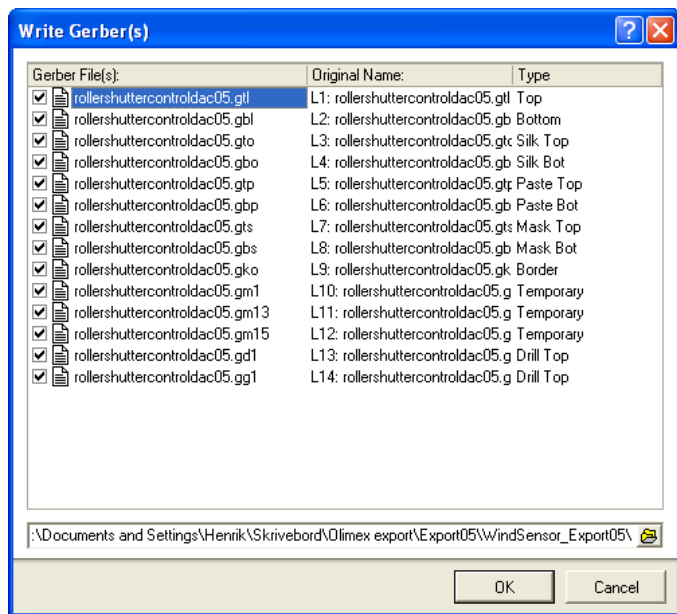 Write Gerber(s)
Gerber File(s): Original Name: Type
rollershuttercontroldac05.gtl L1: rollershuttercontroldac05.gtl Top
rollershuttercontroldac05.gbl L2: rollershuttercontroldac05.gb Bottom
rollershuttercontroldac05.gto L3: rollershuttercontroldac05.gtc Silk Top
rollershuttercontroldac05.gbo L4: rollershuttercontroldac05.gb Silk Bot
rollershuttercontroldac05.gtp L5: rollershuttercontroldac05.gtp Paste Top
rollershuttercontroldac05.gbp L6: rollershuttercontroldac05.gb Paste Bot
rollershuttercontroldac05.gts L7: rollershuttercontroldac05.gts Mask Top
rollershuttercontroldac05.gbs L8: rollershuttercontroldac05.gb Mask Bot
rollershuttercontroldac05.gko L9: rollershuttercontroldac05.gk Border
rollershuttercontroldac05.gm1 L10: rollershuttercontroldac05.g Temporary
rollershuttercontroldac05.gm13 L11: rollershuttercontroldac05.g Temporary
rollershuttercontroldac05.gm15 L12: rollershuttercontroldac05.g Temporary
rollershuttercontroldac05.gd1 L13: rollershuttercontroldac05.g Drill Top
rollershuttercontroldac05.gg1 L14: rollershuttercontroldac05.g Drill Top
:\Documents and Settings\Henrik\Skrivebord\Olimex export\Export05\WindSensor_Export05\
OK Cancel